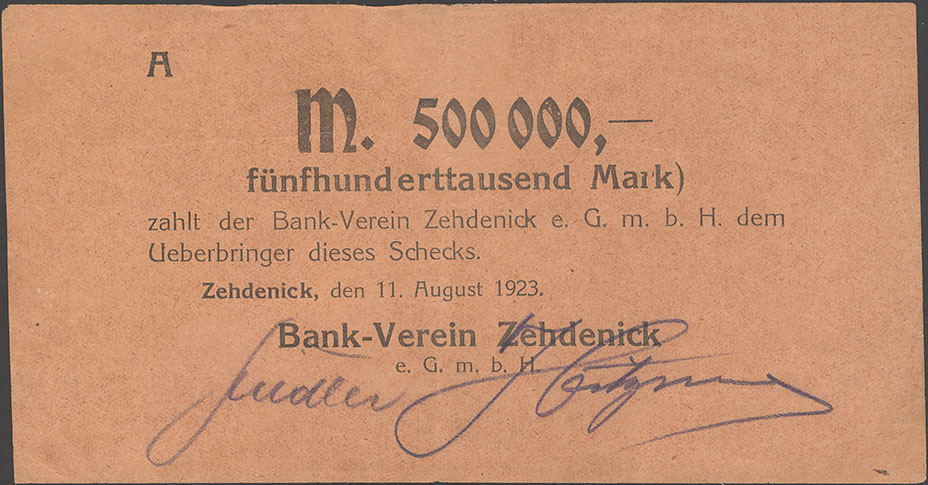 A
M. 500 000,—
fünfhunderttausend Mark)
zahlt der Bank-Verein Zehdenick e. G. m. b. H. dem
Ueberbringer dieses Schecks.
Zehdenick, den 11. August 1923.
Bank-Verein Zehdenick
e. G. m. b. H.